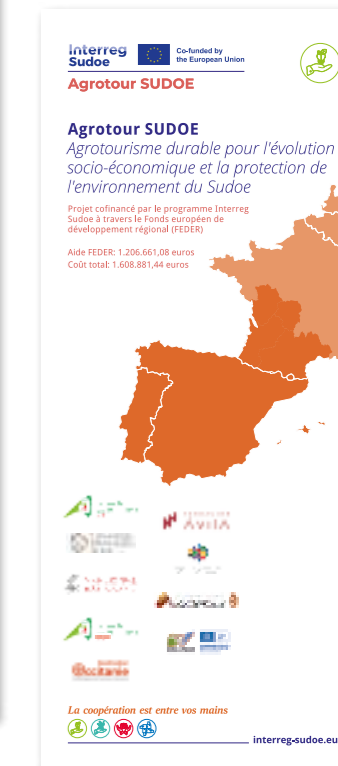 Interreg
Sudoe
Co-funded by
the European Union
Agrotour SUDOE
Agrotour SUDOE
Agrotourisme durable pour l'évolution
socio-économique et la protection de
l'environnement du Sudoe
Projet cofinancé par le programme Interreg
Sudoe à travers le Fonds européen de
développement régional (FEDER)
Aide FEDER: 1.206.661,08 euros
Coût total: 1.608.881,44 euros
AVILA
Occitanie
La coopération est entre vos mains
interreg-sudoe.eu